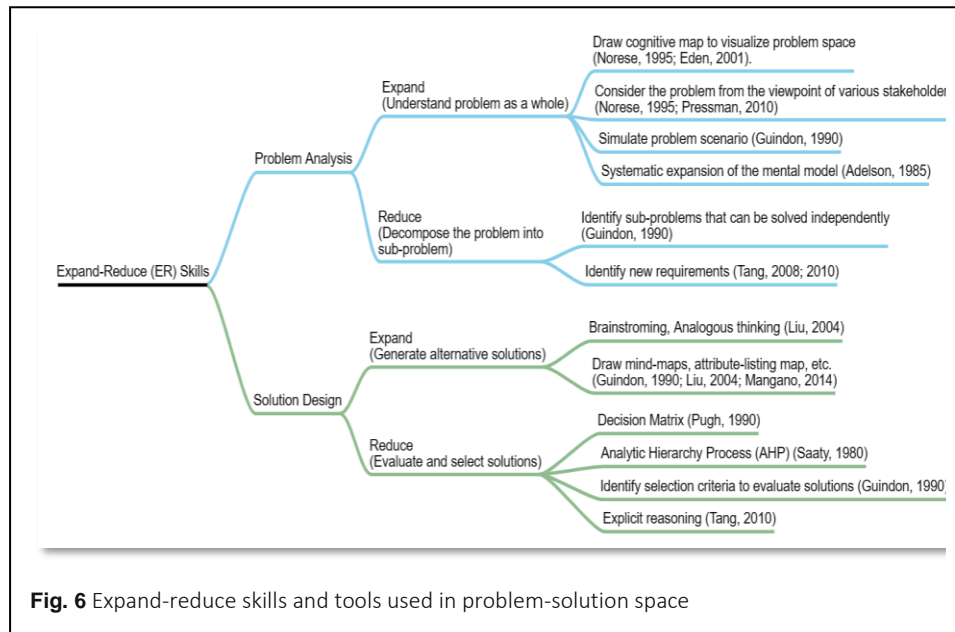 Draw cognitive map to visualize problem space
(Norese, 1995; Eden, 2001).
Expand
(Understand problem as a whole)
Consider the problem from the viewpoint of various stakeholder
(Norese, 1995; Pressman, 2010)
Simulate problem scenario (Guindon, 1990)
Problem Analysis
Systematic expansion of the mental model (Adelson, 1985)
Reduce
(Decompose the problem into
sub-problem)
Identify sub-problems that can be solved independently
(Guindon, 1990)
Expand-Reduce (ER) Skills
Identify new requirements (Tang, 2008; 2010)
Expand
(Generate alternative solutions)
Brainstroming, Analogous thinking (Liu, 2004)
Draw mind-maps, attribute-listing map, etc.
(Guindon, 1990; Liu, 2004; Mangano, 2014)
Solution Design
Decision Matrix (Pugh, 1990)
Reduce
(Evaluate and select solutions)
Analytic Hierarchy Process (AHP) (Saaty, 1980)
Identify selection criteria to evaluate solutions (Guindon, 1990)
Explicit reasoning (Tang, 2010)
Fig. 6 Expand-reduce skills and tools used in problem-solution space